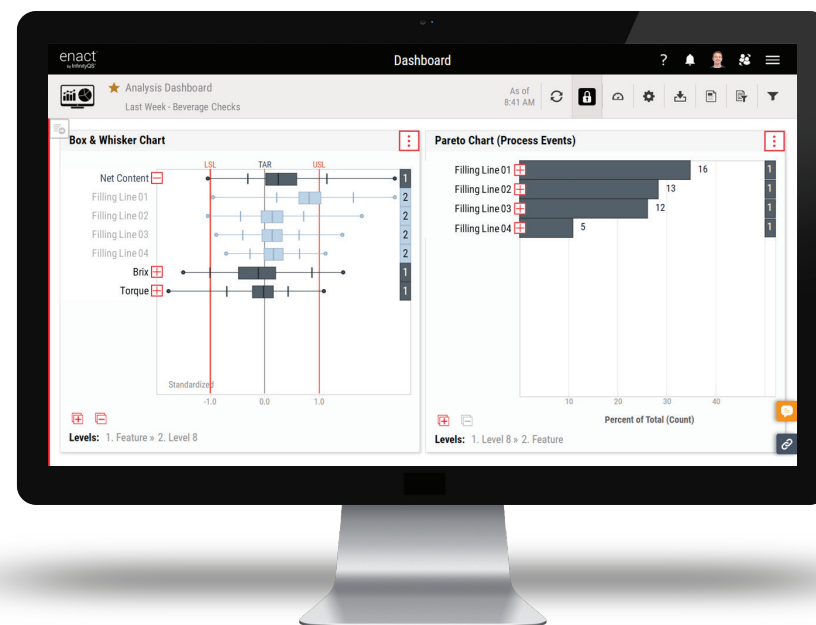 enact
by InfinityQS
Dashboard
?
Analysis Dashboard
Last Week - Beverage Checks
As of
8:41 AM
Box & Whisker Chart
LSL TAR USL
Net Content 1
Filling Line 01 2
Filling Line 02 2
Filling Line 03 2
Filling Line 04 2
Brix 1
Torque 1
Standardized
-1.0 0.0 1.0
Levels: 1. Feature » 2. Level 8
Pareto Chart (Process Events)
Filling Line 01 16 1
Filling Line 02 13 1
Filling Line 03 12 1
Filling Line 04 5 1
10 20 30 40
Percent of Total (Count)
Levels: 1. Level 8 » 2. Feature